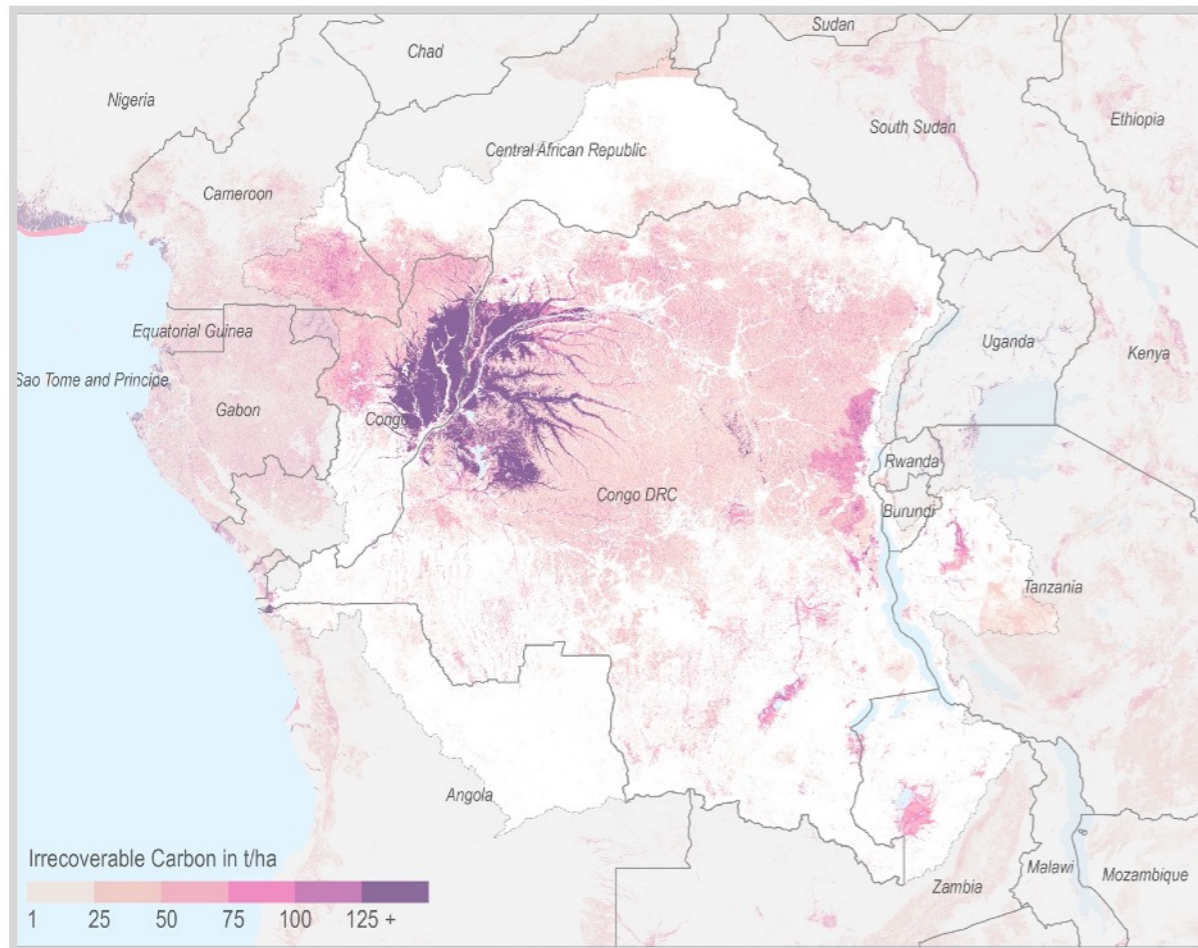 Sudan
Chad
Nigeria
Ethiopia
South Sudan
Central African Republic
Cameroon
Equatorial Guinea
Uganda
Kenya
Sao Tome and Principe
Gabon
Congo
Rwanda
Congo DRC
Burundi
Tanzania
Angola
Irrecoverable Carbon in t/ha
1 25 50 75 100 125 +
Zambia
Malawi
Mozambique